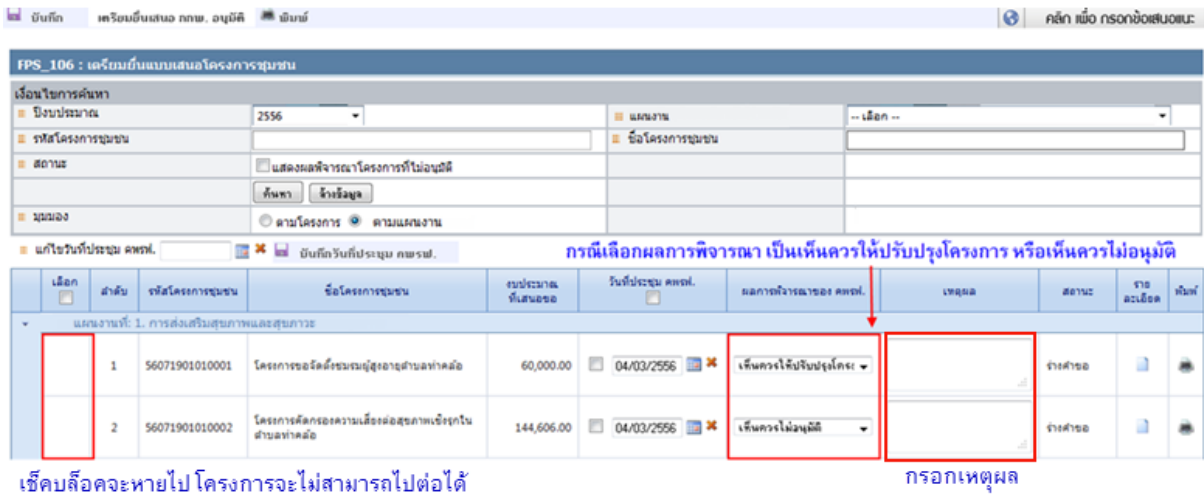 บันทึก เตรียมยื่นเสนอ กกพ. อนุมัติ พิมพ์ คลิก เพื่อ กรอกข้อเสนอแนะ
FPS_106 : เตรียมยื่นแบบเสนอโครงการชุมชน
เงื่อนไขการค้นหา
ปีงบประมาณ 2556 แผนงาน -- เลือก --
รหัสโครงการชุมชน ชื่อโครงการชุมชน
สถานะ แสดงผลพิจารณาโครงการที่ไม่อนุมัติ
ค้นหา ล้างข้อมูล
มุมมอง ตามโครงการ ตามแผนงาน
กรณีเลือกผลการพิจารณา เป็นเห็นควรให้ปรับปรุงโครงการ หรือเห็นควรไม่อนุมัติ
แก้ไขวันที่ประชุม คพรฟ. บันทึกวันที่ประชุม คพรฟ.
เลือก ลำดับ รหัสโครงการชุมชน ชื่อโครงการชุมชน งบประมาณ วันที่ประชุม คพรฟ. ผลการพิจารณาของ คพรฟ. เหตุผล สถานะ ราย พิมพ์
ที่เสนอขอ ละเอียด
แผนงานที่: 1. การส่งเสริมสุขภาพและสุขภาวะ
1 56071901010001 โครงการขอจัดตั้งชมรมผู้สูงอายุตำบลท่าคล้อ 60,000.00 04/03/2556 เห็นควรให้ปรับปรุงโครง ร่างคำขอ
2 56071901010002 โครงการคัดกรองความเสี่ยงต่อสุขภาพเชิงรุกใน 144,606.00 04/03/2556 เห็นควรไม่อนุมัติ ร่างคำขอ
ตำบลท่าคล้อ
กรอกเหตุผล
เช็คบล็อคจะหายไป โครงการจะไม่สามารถไปต่อได้